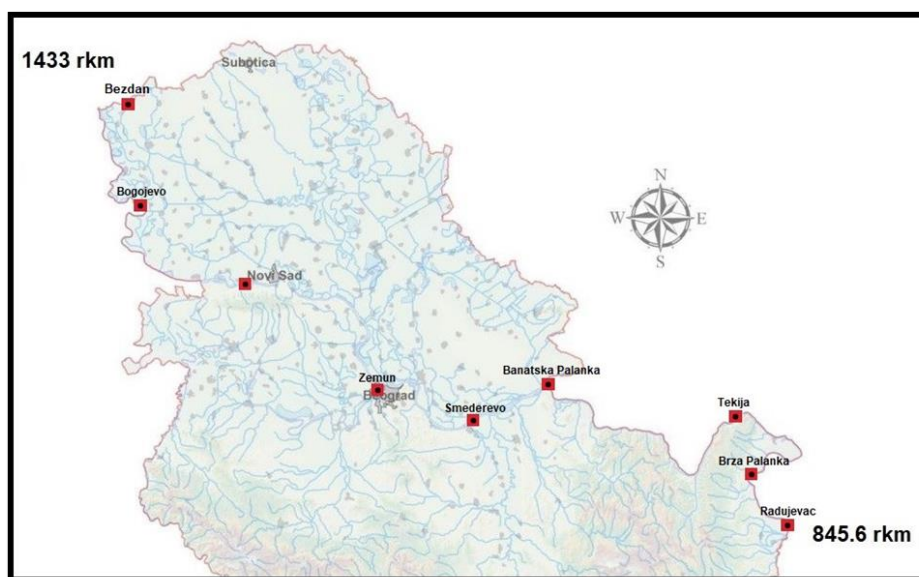 1433 rkm
Subotica
Bezdan
Bogojevo
N
W
E
S
Novi Sad
Zemun
Beograd
Banatska Palanka
Smederevo
Tekija
Brza Palanka
Radujevac
845.6 rkm